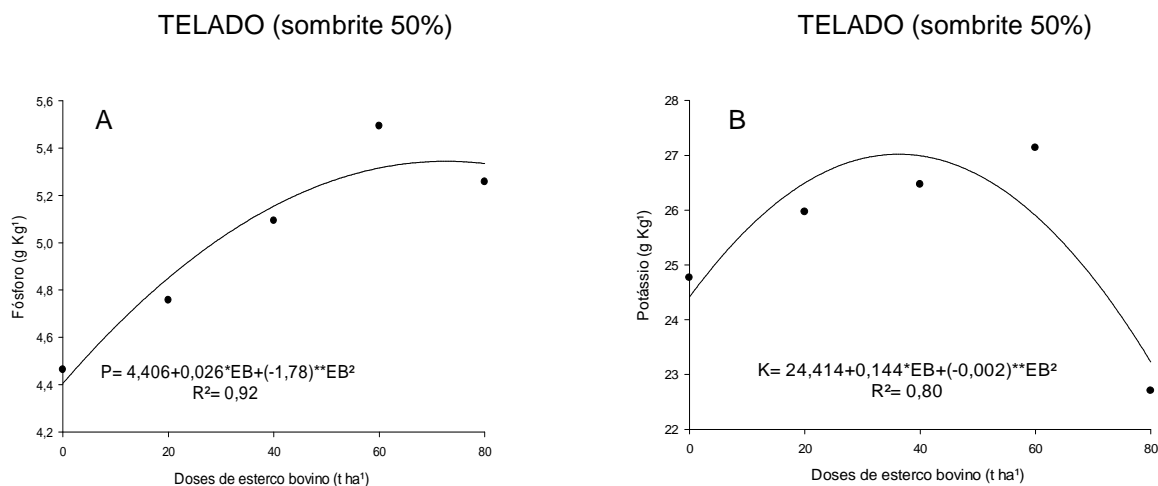 TELADO (sombrite 50%)
TELADO (sombrite 50%)
A
5,6
5,4
5,2
5,0
4,8
4,6
4,4
4,2
Fósforo (g Kg¹)
P= 4,406+0,026*EB+(-1,78)**EB²
R²= 0,92
0 20 40 60 80
Doses de esterco bovino (t ha¹)
B
28
27
26
25
24
23
22
Potássio (g Kg¹)
K= 24,414+0,144*EB+(-0,002)**EB²
R²= 0,80
0 20 40 60 80
Doses de esterco bovino (t ha¹)